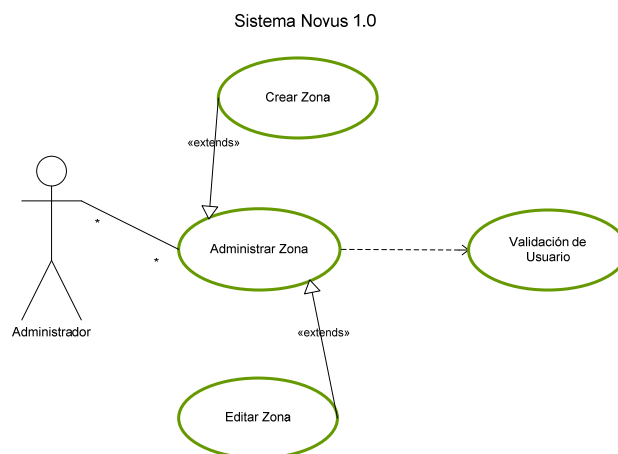 Sistema Novus 1.0
Crear Zona
«extends»
*
Administrar Zona
*
Validación de
Usuario
Administrador
«extends»
Editar Zona